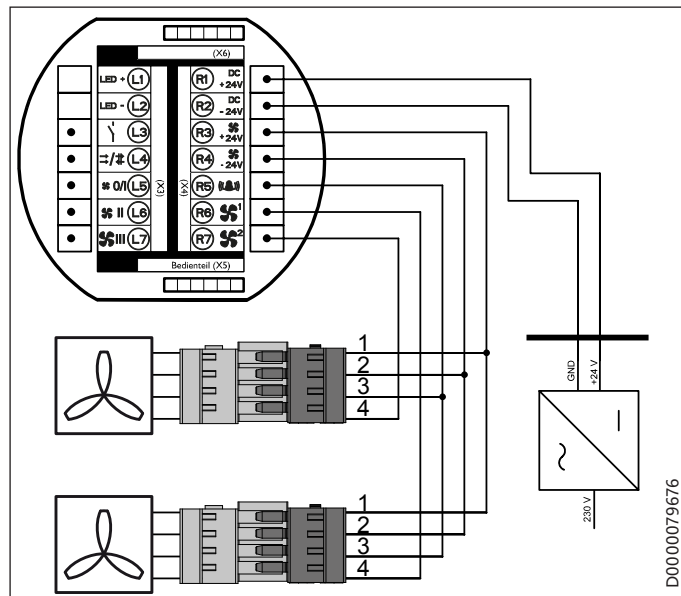 (X6)
LED + L1
LED - L2
L3
L4
0/I L5
II L6
III L7
(X3)
(X4)
R1 DC +24V
R2 DC - 24V
R3 +24V
R4 - 24V
R5
R6 1
R7 2
Bedienteil (X5)
1
2
3
4
1
2
3
4
GND
+24 V
230 V
D0000079676